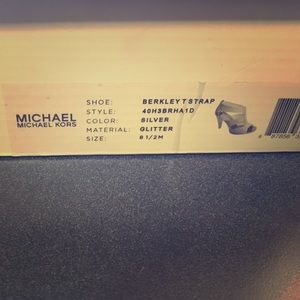 MICHAEL
MICHAEL KORS
SHOE: BERKLEY T STRAP
STYLE: 40H3BRHA1D
COLOR: SILVER
MATERIAL: GLITTER
SIZE: 8 1/2M